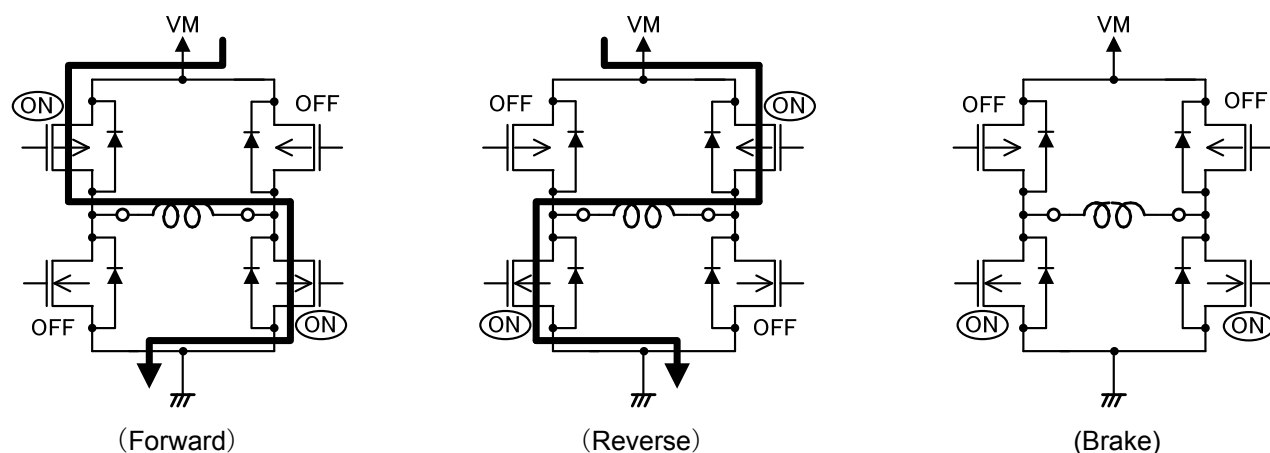 VM
ON
OFF
OFF
ON
(Forward)
VM
OFF
ON
ON
OFF
(Reverse)
VM
OFF
OFF
ON
ON
(Brake)